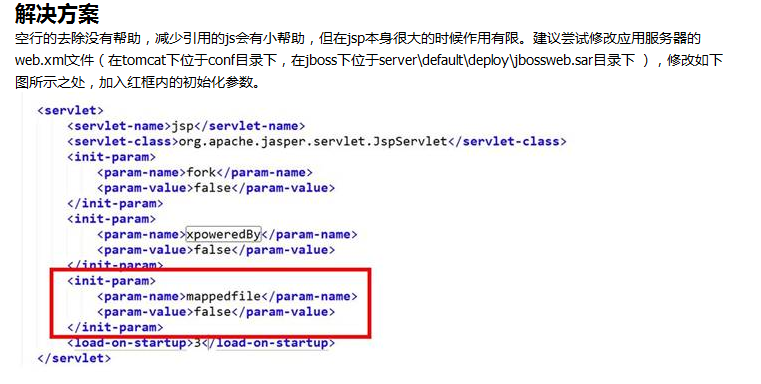 解决方案
空行的去除没有帮助，减少引用的js会有小帮助，但在jsp本身很大的时候作用有限。建议尝试修改应用服务器的
web.xml文件（在tomcat下位于conf目录下，在jboss下位于server\default\deploy\jbossweb.sar目录下 ），修改如下
图所示之处，加入红框内的初始化参数。
<servlet>
<servlet-name>jsp</servlet-name>
<servlet-class>org.apache.jasper.servlet.JspServlet</servlet-class>
<init-param>
<param-name>fork</param-name>
<param-value>false</param-value>
</init-param>
<init-param>
<param-name>xpoweredBy</param-name>
<param-value>false</param-value>
</init-param>
<init-param>
<param-name>mappedfile</param-name>
<param-value>false</param-value>
</init-param>
<load-on-startup>3</load-on-startup>
</servlet>